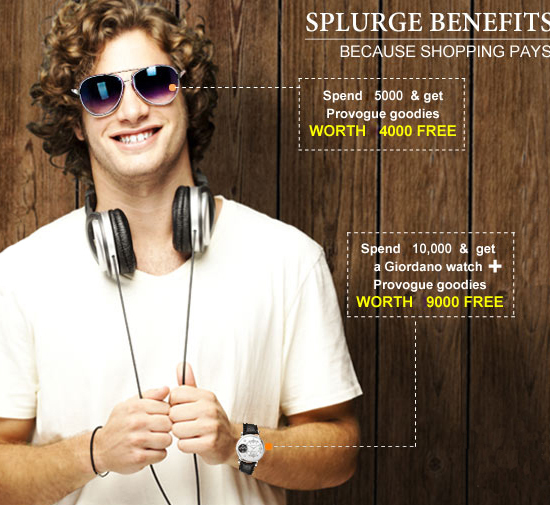 SPLURGE BENEFITS
BECAUSE SHOPPING PAYS
Spend 5000 & get
Provogue goodies
WORTH 4000 FREE
Spend 10,000 & get
a Giordano watch +
Provogue goodies
WORTH 9000 FREE